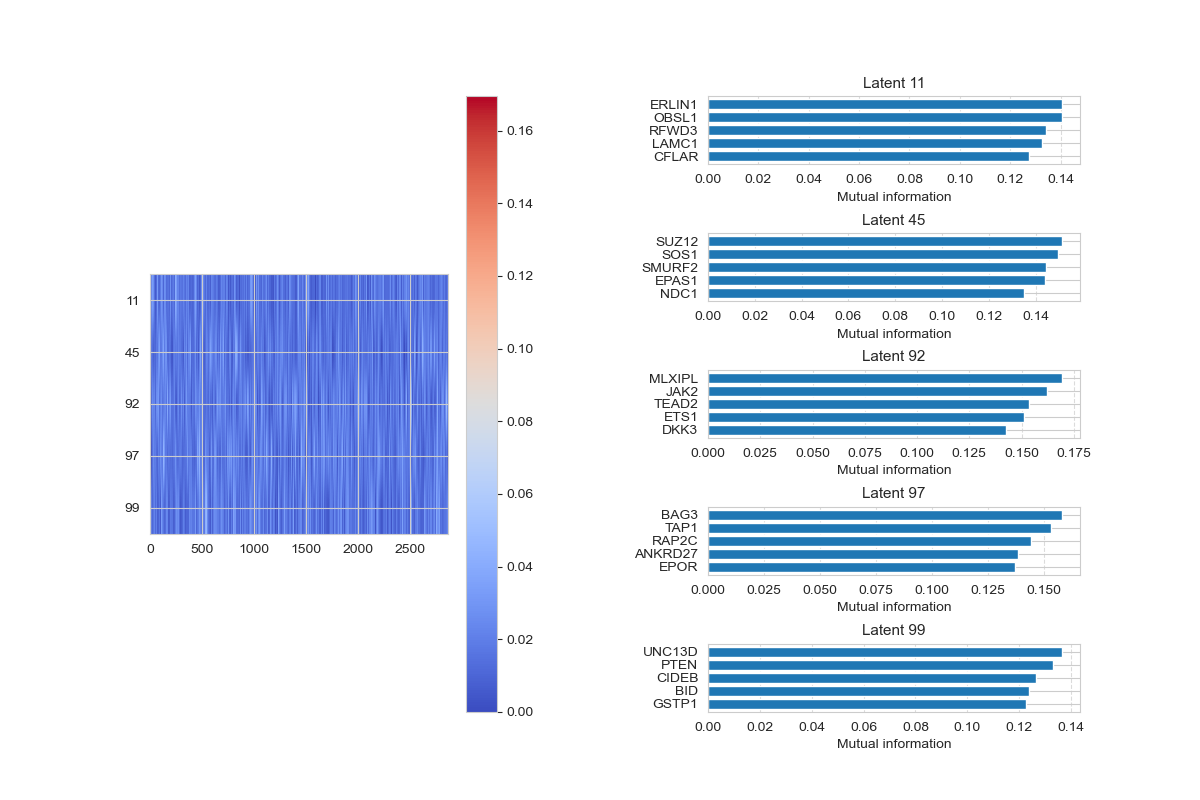 11
45
92
97
99
0 500 1000 1500 2000 2500
0.16
0.14
0.12
0.10
0.08
0.06
0.04
0.02
0.00
Latent 11
ERLIN1
OBSL1
RFWD3
LAMC1
CFLAR
0.00 0.02 0.04 0.06 0.08 0.10 0.12 0.14
Mutual information
Latent 45
SUZ12
SOS1
SMURF2
EPAS1
NDC1
0.00 0.02 0.04 0.06 0.08 0.10 0.12 0.14
Mutual information
Latent 92
MLXIPL
JAK2
TEAD2
ETS1
DKK3
0.000 0.025 0.050 0.075 0.100 0.125 0.150 0.175
Mutual information
Latent 97
BAG3
TAP1
RAP2C
ANKRD27
EPOR
0.000 0.025 0.050 0.075 0.100 0.125 0.150
Mutual information
Latent 99
UNC13D
PTEN
CIDEB
BID
GSTP1
0.00 0.02 0.04 0.06 0.08 0.10 0.12 0.14
Mutual information